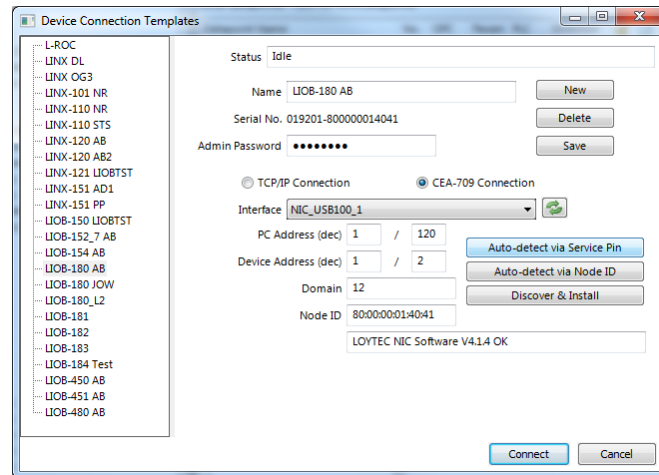 Device Connection Templates
L-ROC
LINX DL
LINX OG3
LINX-101 NR
LINX-110 NR
LINX-110 STS
LINX-120 AB
LINX-120 AB2
LINX-121 LIOBTST
LINX-151 AD1
LINX-151 PP
LIOB-150 LIOBTST
LIOB-152_7 AB
LIOB-154 AB
LIOB-180 AB
LIOB-180 JOW
LIOB-180_L2
LIOB-181
LIOB-182
LIOB-183
LIOB-184 Test
LIOB-450 AB
LIOB-451 AB
LIOB-480 AB
Status Idle
Name LIOB-180 AB New
Serial No. 019201-800000014041 Delete
Admin Password ●●●●●●●● Save
TCP/IP Connection CEA-709 Connection
Interface NIC_USB100_1
PC Address (dec) 1 / 120
Auto-detect via Service Pin
Device Address (dec) 1 / 2
Auto-detect via Node ID
Domain 12
Discover & Install
Node ID 80:00:00:01:40:41
LOYTEC NIC Software V4.1.4 OK
Connect Cancel